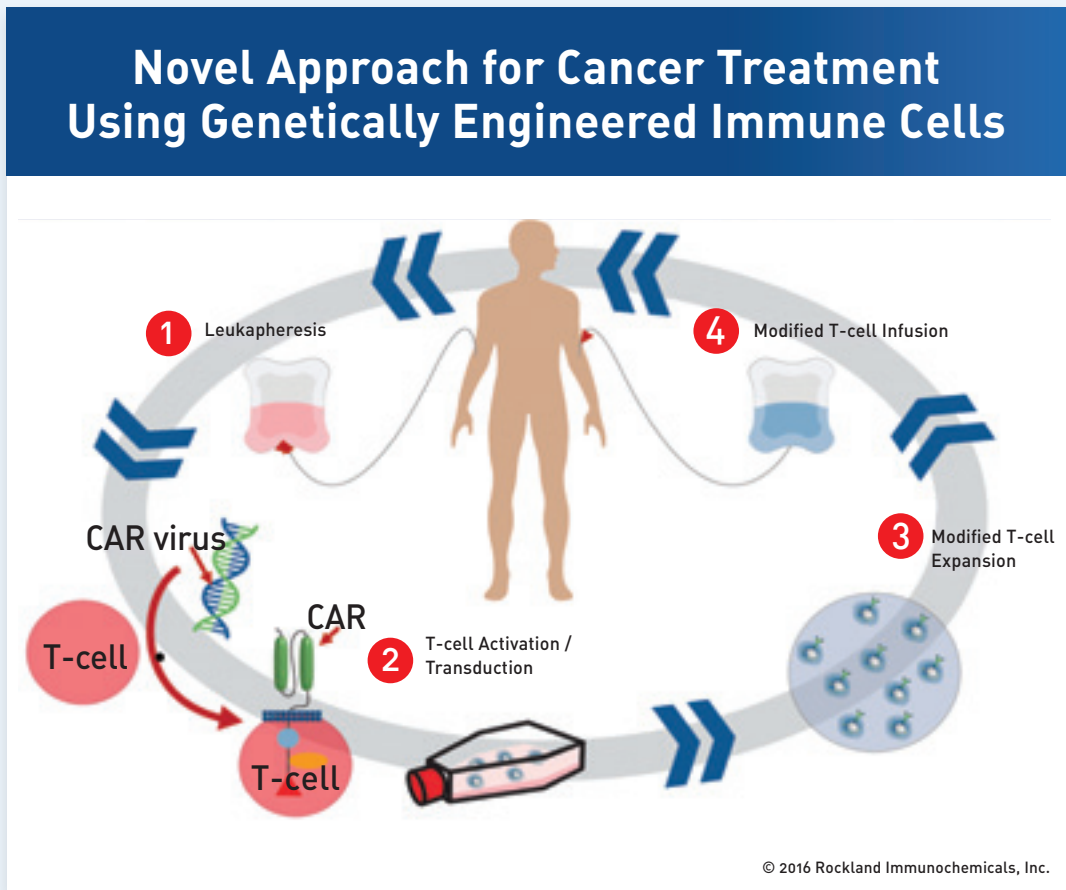 Novel Approach for Cancer Treatment
Using Genetically Engineered Immune Cells
1 Leukapheresis
4 Modified T-cell Infusion
CAR virus
3 Modified T-cell
Expansion
T-cell
CAR
2 T-cell Activation /
Transduction
T-cell
© 2016 Rockland Immunochemicals, Inc.